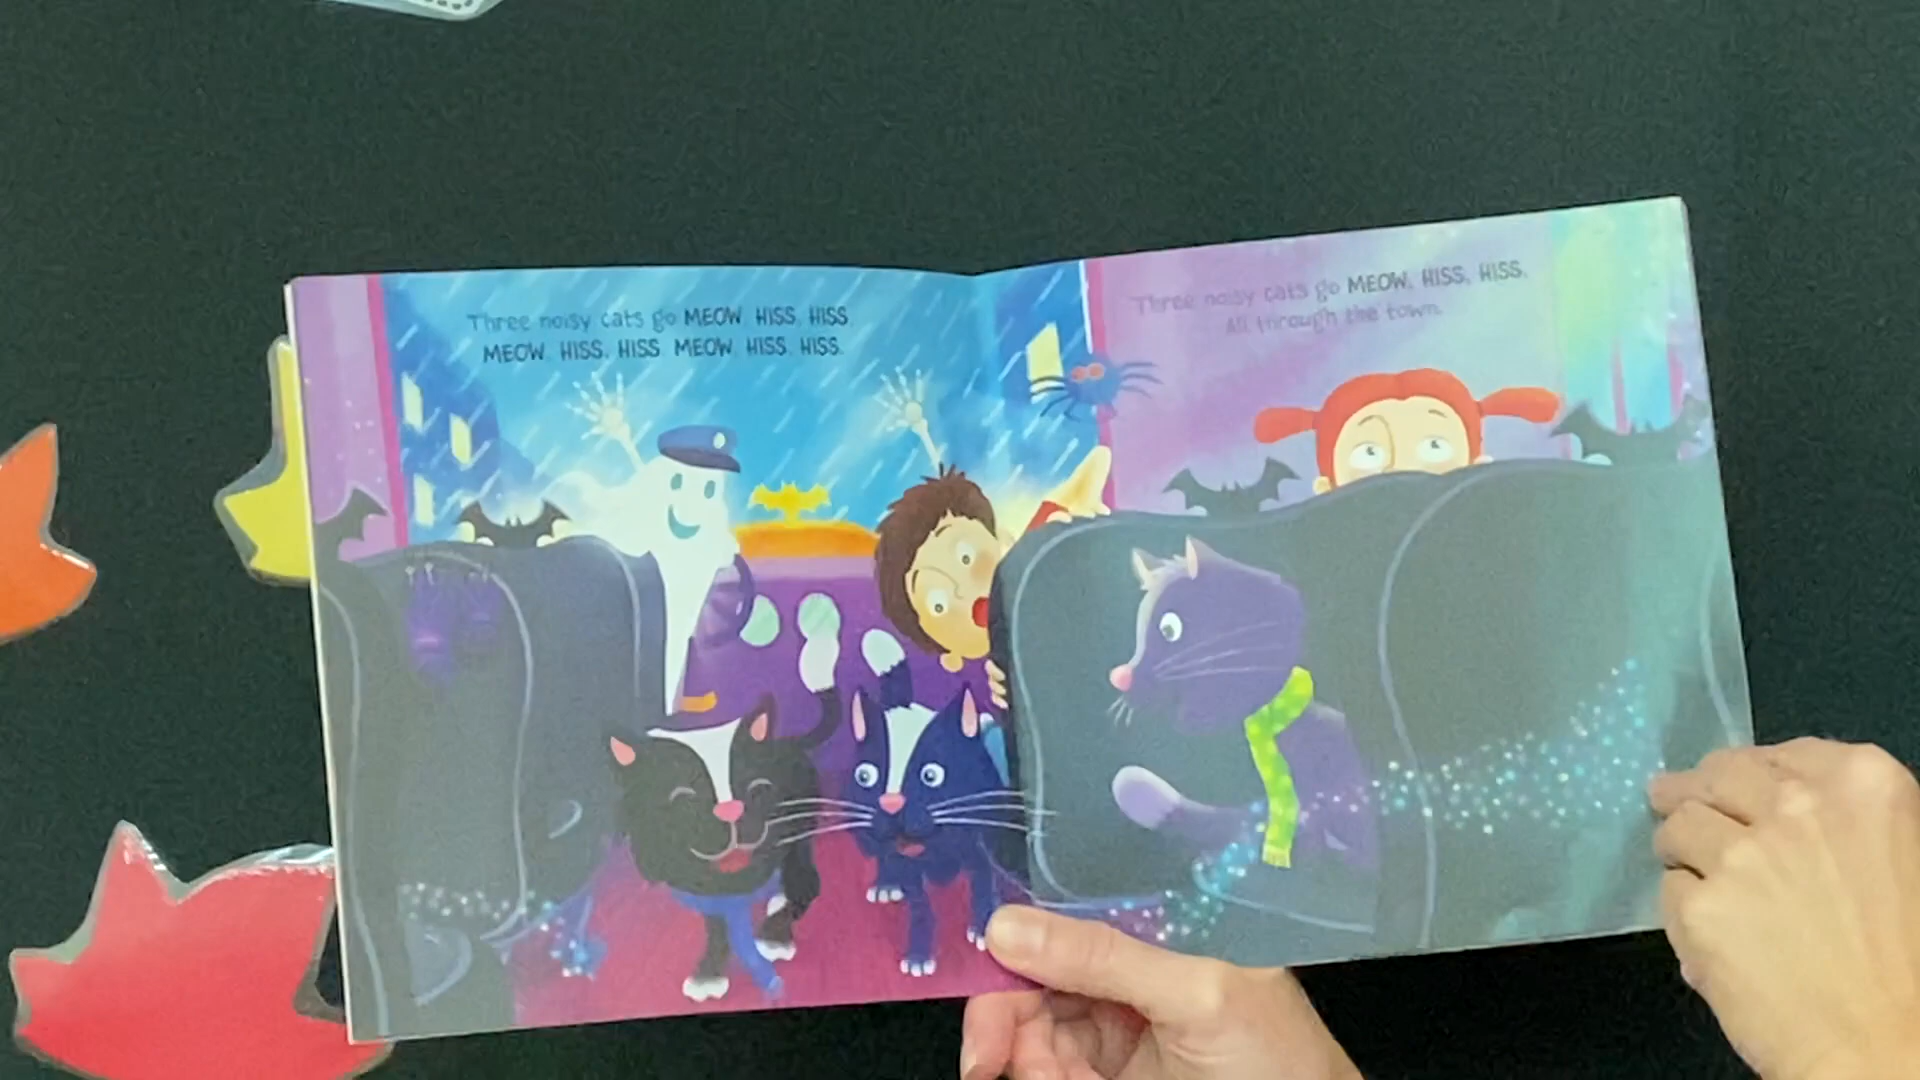 Three noisy cats go MEOW, HISS, HISS,
MEOW, HISS, HISS, MEOW, HISS, HISS.
Three noisy cats go MEOW, HISS, HISS,
All through the town.